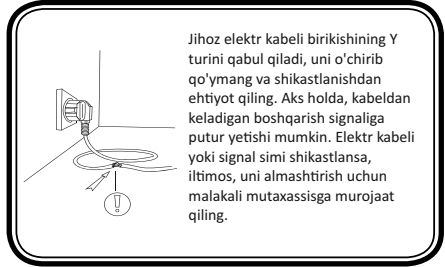 Jihoz elektr kabeli birikishining Y
turini qabul qiladi, uni o'chirib
qo'ymang va shikastlanishdan
ehtiyot qiling. Aks holda, kabeldan
keladigan boshqarish signaliga
putur yetishi mumkin. Elektr kabeli
yoki signal simi shikastlansa,
iltimos, uni almashtirish uchun
malakali mutaxassisga murojaat
qiling.